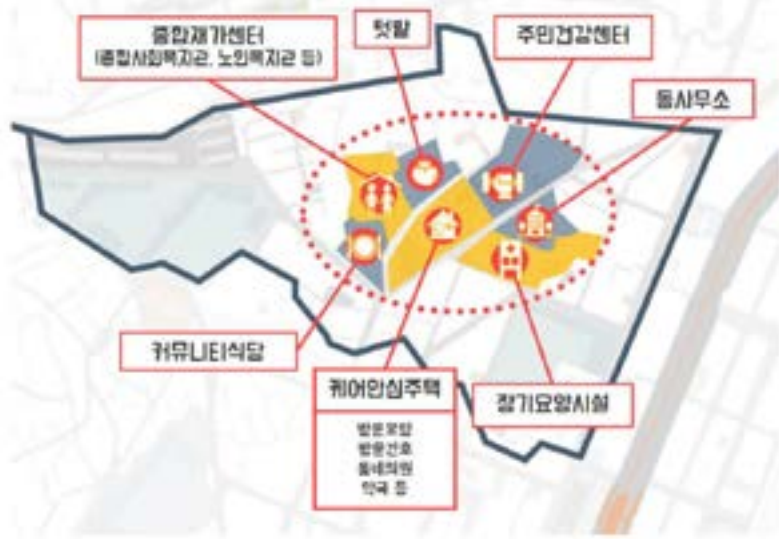 종합재가센터
(종합사회복지관, 노인복지관 등)
텃밭
주민건강센터
동사무소
커뮤니티식당
케어안심주택
방문요양
방문간호
동네의원
약국 등
장기요양시설